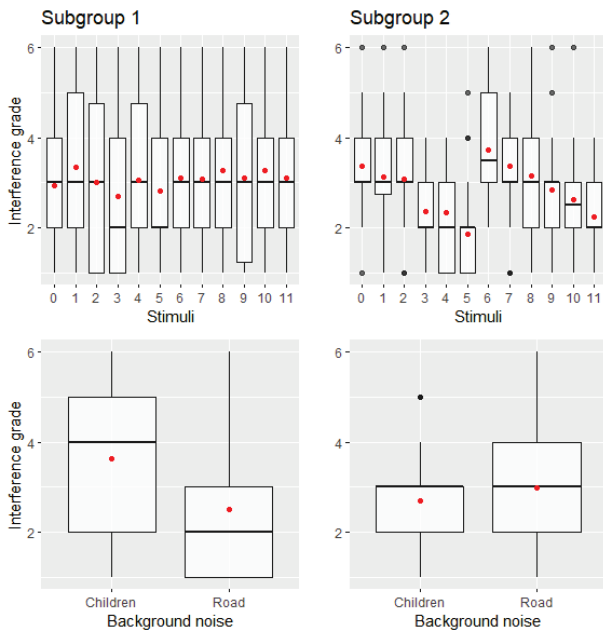 Subgroup 1
Subgroup 2
Interference grade
6
4
2
0 1 2 3 4 5 6 7 8 9 10 11
Stimuli
6
4
2
0 1 2 3 4 5 6 7 8 9 10 11
Stimuli
Interference grade
6
4
2
Children Road
Background noise
6
4
2
Children Road
Background noise